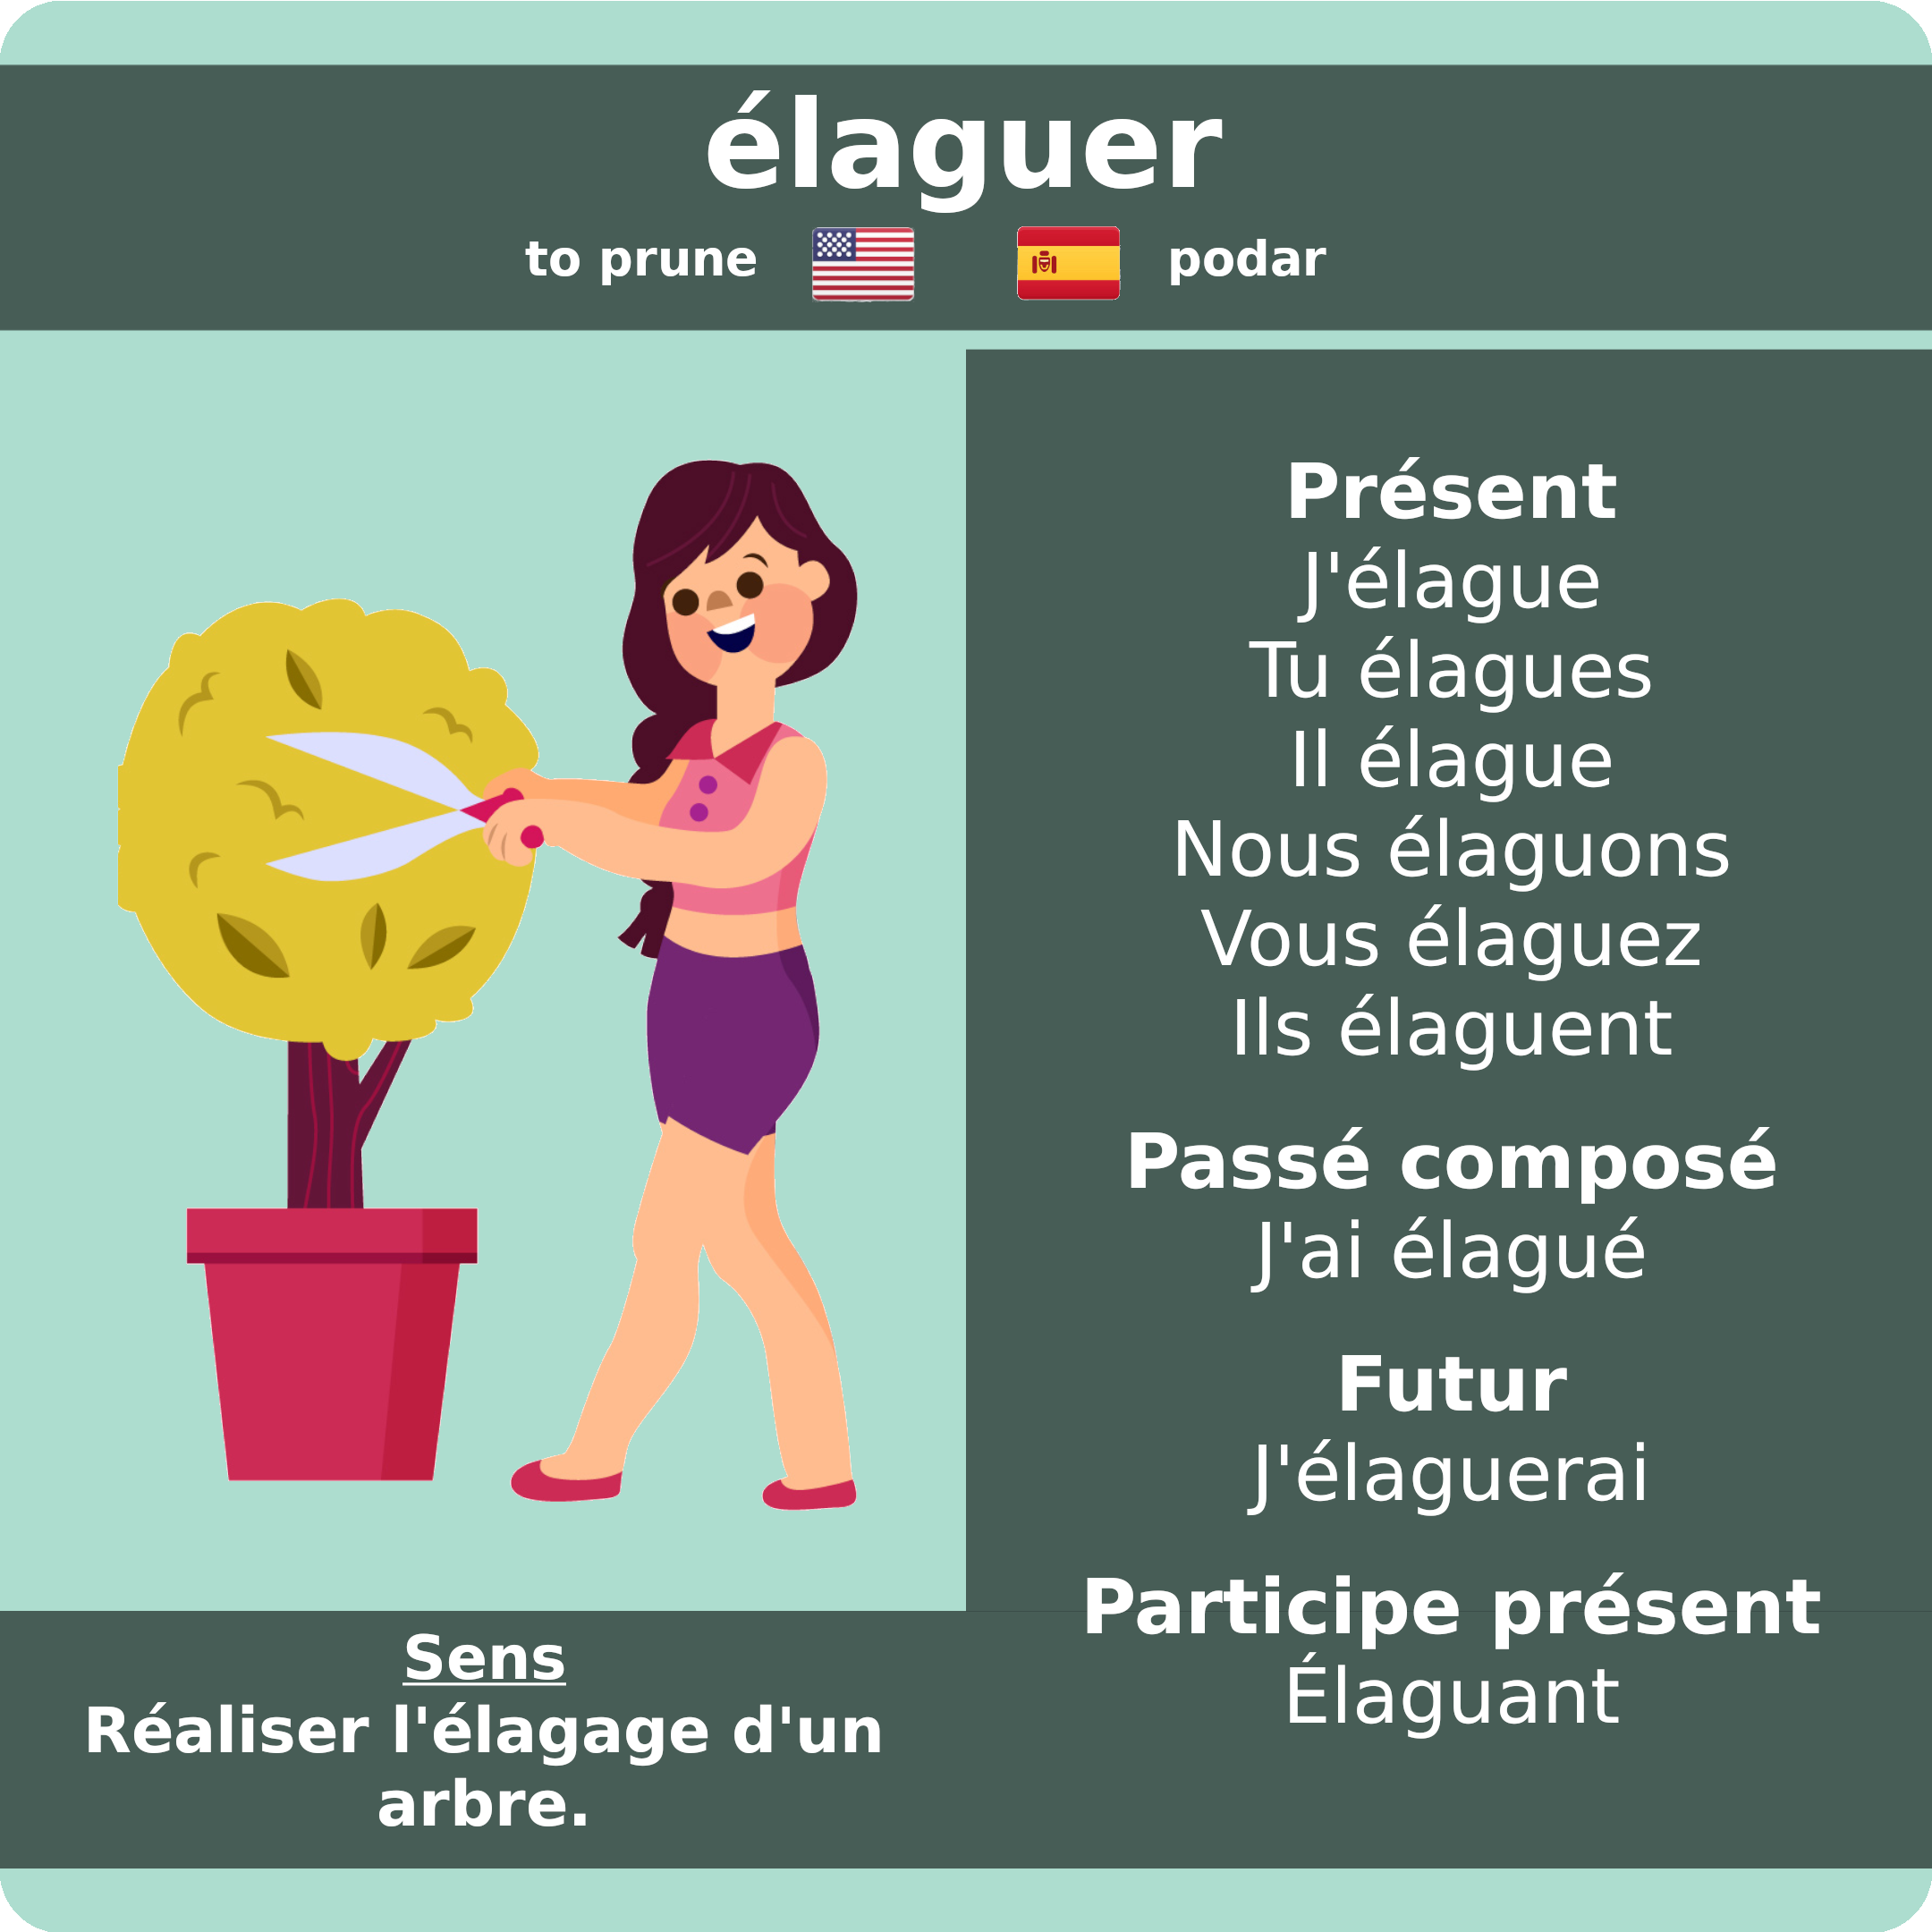 élaguer
to prune
podar
Présent
J'élague
Tu élagues
Il élague
Nous élaguons
Vous élaguez
Ils élaguent
Passé composé
J'ai élagué
Futur
J'élaguerai
Participe présent
Élaguant
Sens
Réaliser l'élagage d'un
arbre.